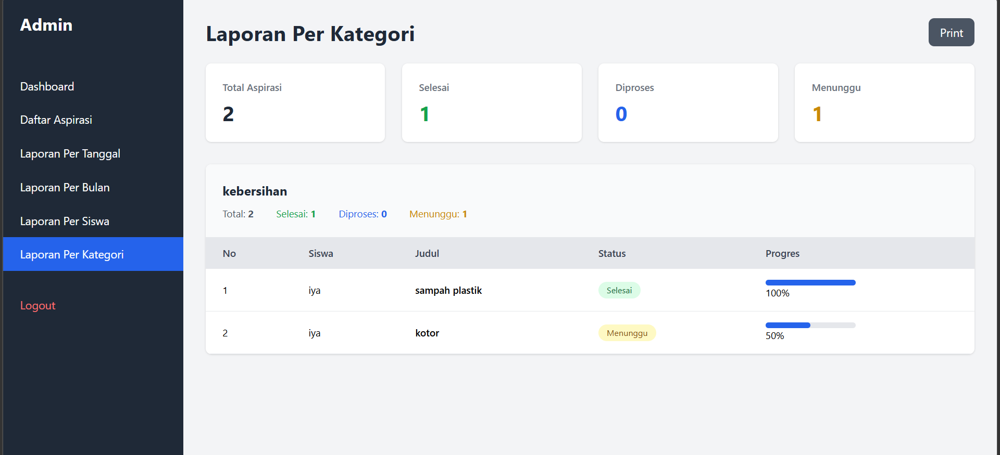 Admin
Dashboard
Daftar Aspirasi
Laporan Per Tanggal
Laporan Per Bulan
Laporan Per Siswa
Laporan Per Kategori
Logout
Laporan Per Kategori
Print
Total Aspirasi
2
Selesai
1
Diproses
0
Menunggu
1
kebersihan
Total: 2 Selesai: 1 Diproses: 0 Menunggu: 1
No Siswa Judul Status Progres
1 iya sampah plastik Selesai 100%
2 iya kotor Menunggu 50%